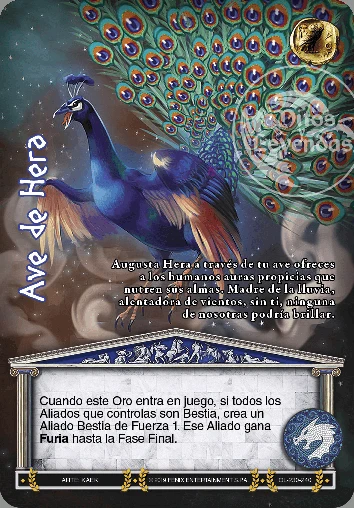 Mitos
Leyendas
Ave de Hera
Augusta Hera a través de tu ave ofreces
a los humanos auras propicias que
nutren sus almas. Madre de la lluvia,
alentadora de vientos, sin ti, ninguna
de nosotras podría brillar.
Cuando este Oro entra en juego, si todos los
Aliados que controlas son Bestia, crea un
Aliado Bestia de Fuerza 1. Ese Aliado gana
Furia hasta la Fase Final.
©2019 FENIX ENTERTAINMENT S.P.A.